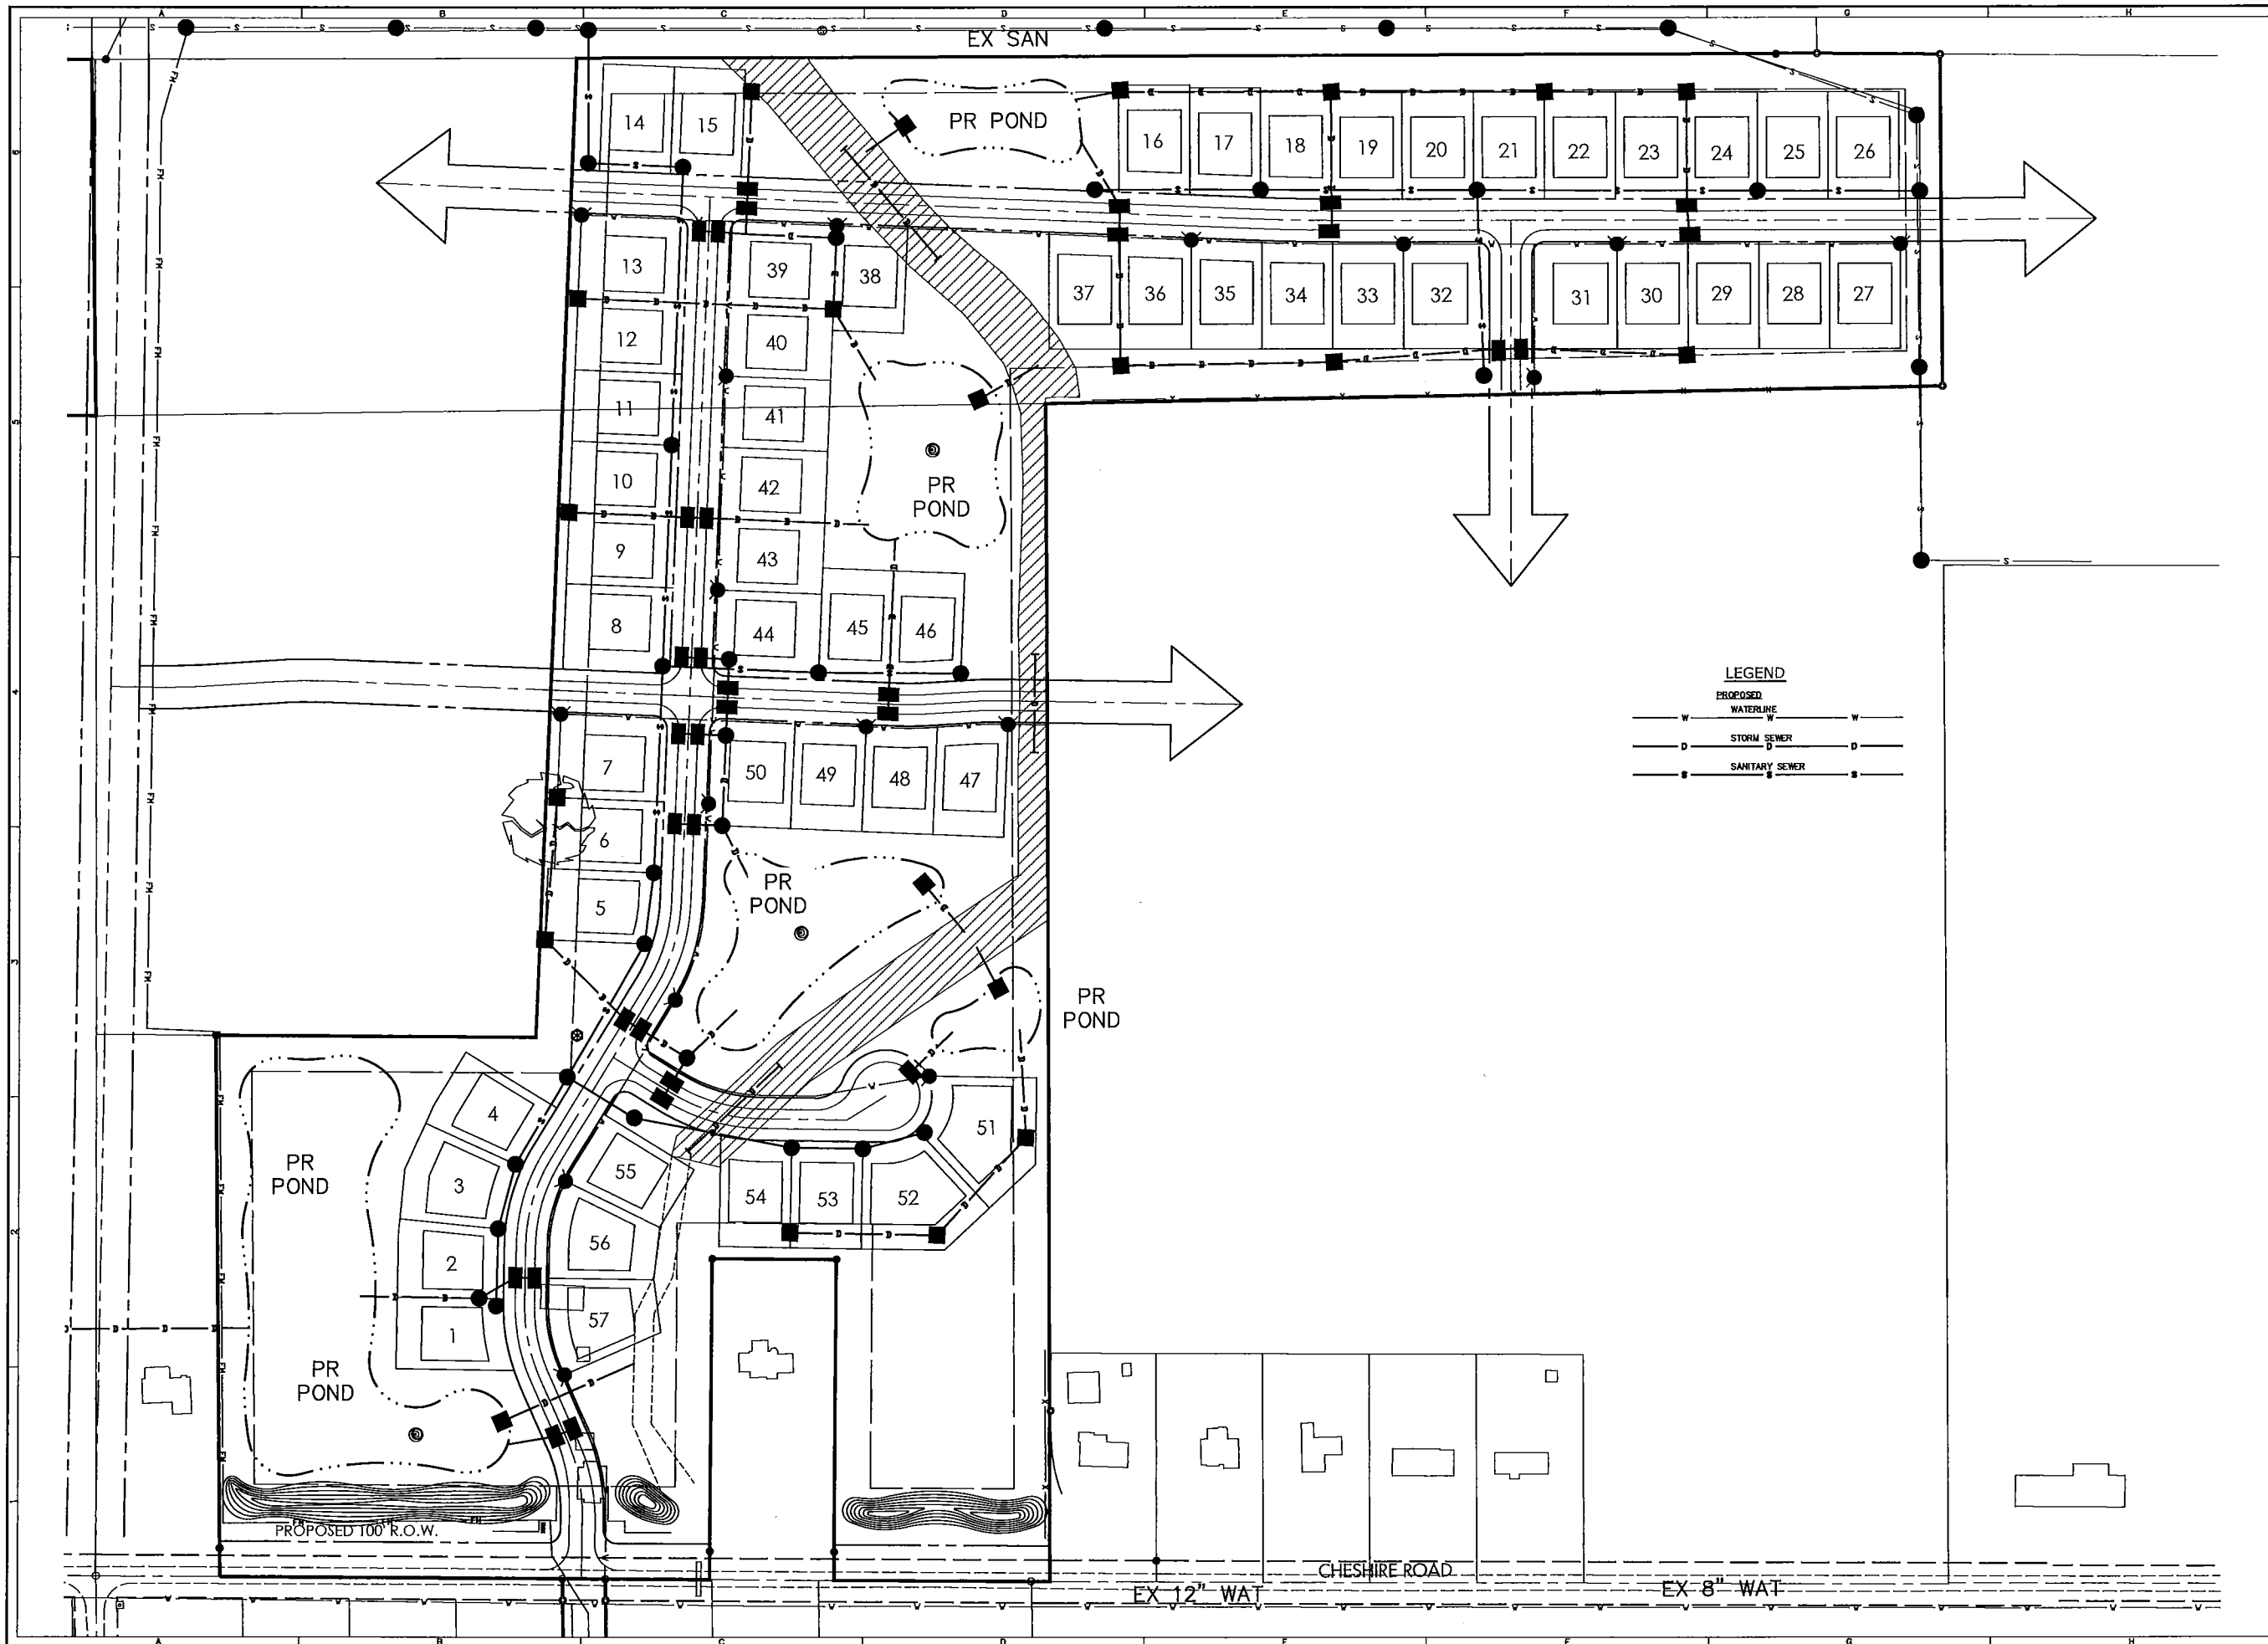 A B C D E F G H
EX SAN
PR POND
14 15
16 17 18 19 20 21 22 23 24 25 26
13 39 38
37 36 35 34 33 32 31 30 29 28 27
12 40
11 41
10 42
PR
POND
9 43
8 44 45 46
LEGEND
PROPOSED
WATERLINE
W W W
STORM SEWER
D D D
SANITARY SEWER
S S S
7 50 49 48 47
6
5
PR
POND
PR
POND
4
51
PR
POND
3
55
54 53 52
2
56
1
57
PR
POND
PROPOSED 100' R.O.W.
CHESHIRE ROAD
EX 12" WAT
EX 8" WAT
A B C D E F G H